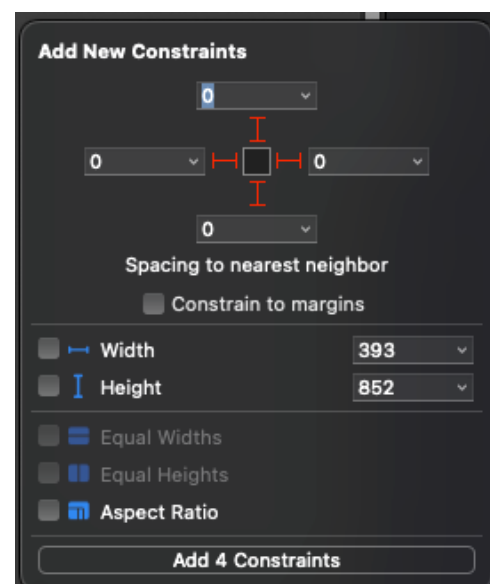 Add New Constraints
0
0 0
0
Spacing to nearest neighbor
Constrain to margins
Width 393
Height 852
Equal Widths
Equal Heights
Aspect Ratio
Add 4 Constraints